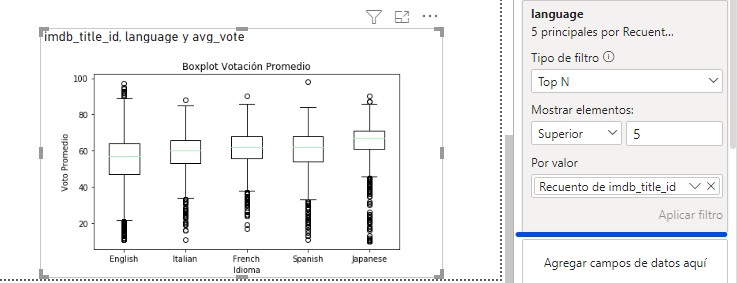 imdb_title_id, language y avg_vote
Boxplot Votación Promedio
100
80
60
40
20
Voto Promedio
English Italian French Spanish Japanese
Idioma
language
5 principales por Recuent...
Tipo de filtro
Top N
Mostrar elementos:
Superior 5
Por valor
Recuento de imdb_title_id
Aplicar filtro
Agregar campos de datos aquí